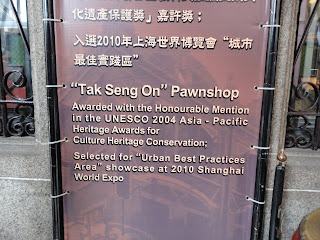 化遺產保護獎」嘉許獎；
入選2010年上海世界博覽會“城市
最佳實踐區”
“Tak Seng On” Pawnshop
Awarded with the Honourable Mention
in the UNESCO 2004 Asia - Pacific
Heritage Awards for
Culture Heritage Conservation;
Selected for “Urban Best Practices
Area” showcase at 2010 Shanghai
World Expo